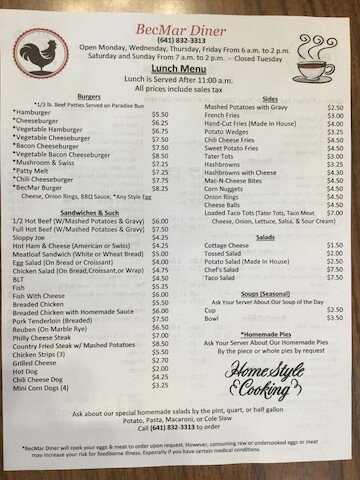 BecMar Diner
(641) 832-3313
Open Monday, Wednesday, Thursday, Friday From 6 a.m. to 2 p.m.
Saturday and Sunday From 7 a.m. to 2 p.m. - Closed Tuesday
Lunch Menu
Lunch is Served After 11:00 a.m.
All prices include sales tax
Burgers
*1/3 lb. Beef Patties Served on Paradise Bun
*Hamburger $5.50
*Cheeseburger $6.25
*Vegetable Hamburger $6.75
*Vegetable Cheeseburger $7.50
*Bacon Cheeseburger $7.50
*Vegetable Bacon Cheeseburger $8.50
*Mushroom & Swiss $7.25
*Patty Melt $7.25
*Chili Cheeseburger $7.25
*BecMar Burger $8.25
Cheese, Onion Rings, BBQ Sauce, *Any Style Egg
Sandwiches & Such
1/2 Hot Beef (W/Mashed Potatoes & Gravy) $6.00
Full Hot Beef (W/Mashed Potatoes & Gravy) $7.50
Sloppy Joe $4.25
Hot Ham & Cheese (American or Swiss) $4.25
Meatloaf Sandwich (White or Wheat Bread) $5.00
Egg Salad (On Bread or Croissant) $4.00
Chicken Salad (On Bread,Croissant,or Wrap) $4.75
BLT $4.50
Fish $5.25
Fish With Cheese $6.00
Breaded Chicken $5.50
Breaded Chicken with Homemade Sauce $6.00
Pork Tenderloin (Breaded) $7.50
Reuben (On Marble Rye) $6.50
Philly Cheese Steak $7.00
Country Fried Steak w/ Mashed Potatoes $8.50
Chicken Strips (3) $5.50
Grilled Cheese $2.70
Hot Dog $2.00
Chili Cheese Dog $4.25
Mini Corn Dogs (4) $3.25
Sides
Mashed Potatoes with Gravy $2.50
French Fries $3.00
Hand-Cut Fries (Made In House) $4.00
Potato Wedges $3.25
Chili Cheese Fries $4.50
Sweet Potato Fries $4.50
Tater Tots $3.00
Hashbrowns $3.25
Hashbrowns with Cheese $4.30
Mac-N-Cheese Bites $4.50
Corn Nuggets $4.50
Onion Rings $4.50
Cheese Balls $4.50
Loaded Taco Tots (Tater Tots, Taco Meat $7.00
Cheese, Onion, Lettuce, Salsa, & Sour Cream)
Salads
Cottage Cheese $1.50
Tossed Salad $2.00
Potato Salad (Made In House) $2.50
Chef's Salad $7.50
Taco Salad $7.50
Soups (Seasonal)
Ask Your Server About Our Soup of the Day
Cup $2.50
Bowl $3.50
*Homemade Pies
Ask Your Server About Our Homemade Pies
By the piece or whole pies by request
Home Style
Cooking
Ask about our special homemade salads by the pint, quart, or half gallon
Potato, Pasta, Macaroni, or Cole Slaw
Call (641) 832-3313 to order
*BecMar Diner will cook your eggs & meat to order upon request. However, consuming raw or undercooked eggs or meat
may increase your risk for foodborne illness. Especially if you have certain medical conditions.